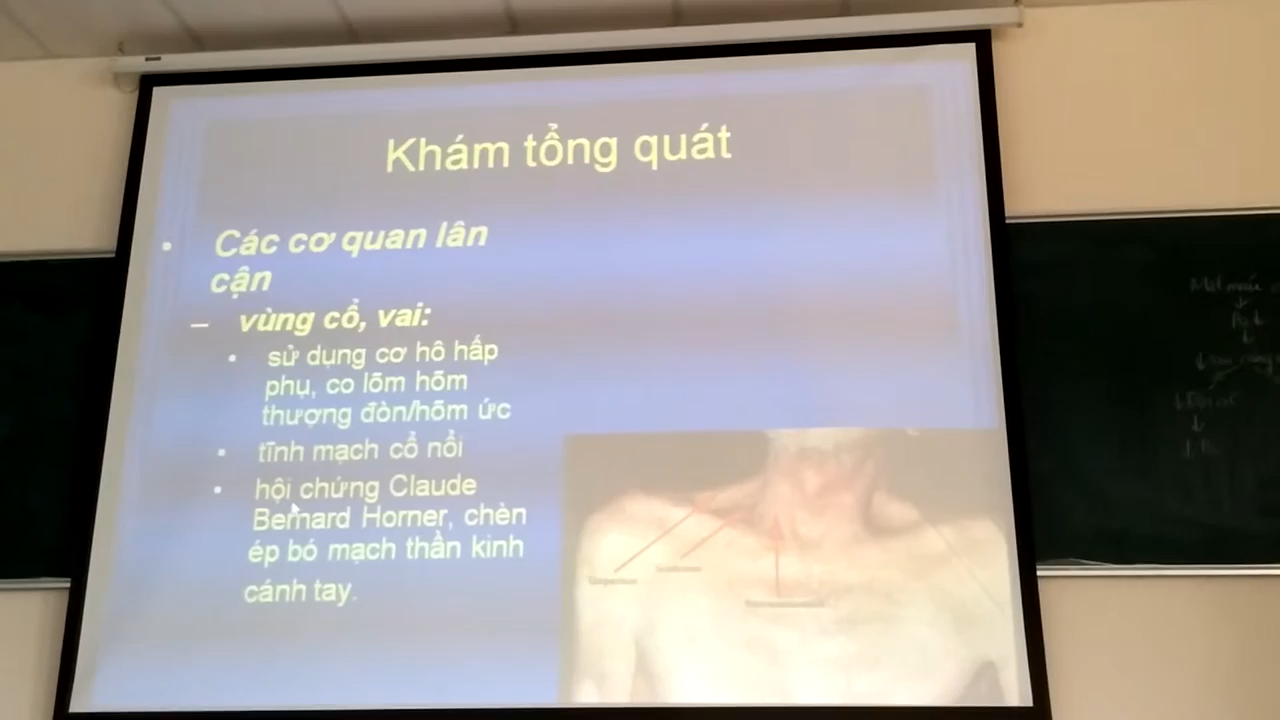 Khám tổng quát
• Các cơ quan lân
cận
– vùng cổ, vai:
• sử dụng cơ hô hấp
phụ, co lõm hõm
thượng đòn/hõm ức
• tĩnh mạch cổ nổi
• hội chứng Claude
Bernard Horner, chèn
ép bó mạch thần kinh
cánh tay.